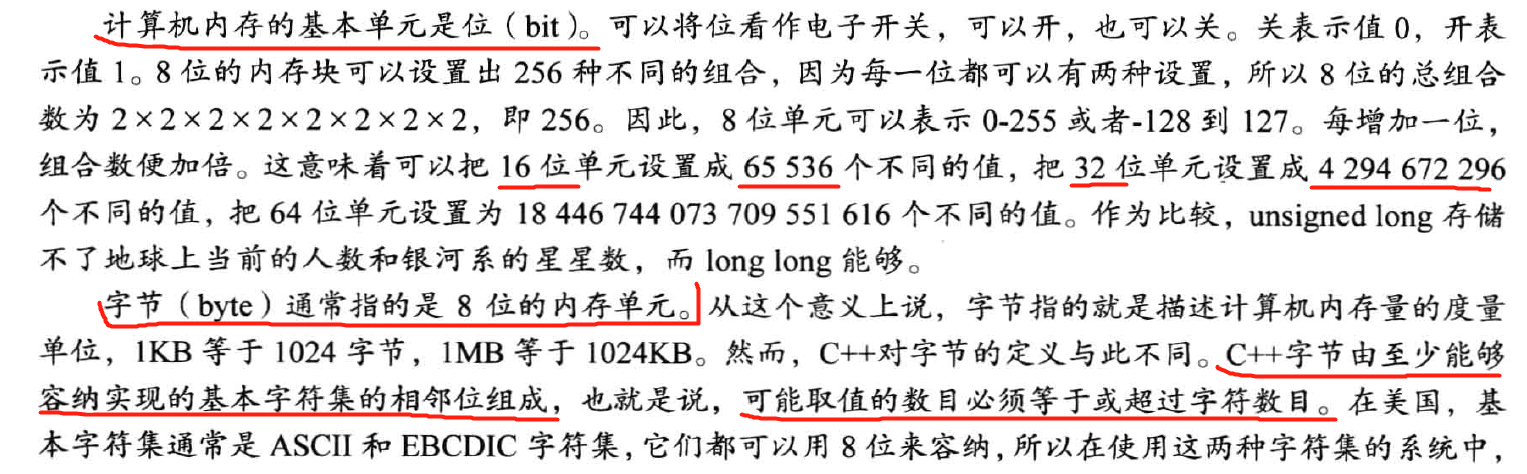 计算机内存的基本单元是位（bit）。可以将位看作电子开关，可以开，也可以关。关表示值 0，开表
示值 1。8 位的内存块可以设置出 256 种不同的组合，因为每一位都可以有两种设置，所以 8 位的总组合
数为 2×2×2×2×2×2×2×2，即 256。因此，8 位单元可以表示 0-255 或者-128 到 127。每增加一位，
组合数便加倍。这意味着可以把 16 位单元设置成 65 536 个不同的值，把 32 位单元设置成 4 294 672 296
个不同的值，把 64 位单元设置为 18 446 744 073 709 551 616 个不同的值。作为比较，unsigned long 存储
不了地球上当前的人数和银河系的星星数，而 long long 能够。
字节（byte）通常指的是 8 位的内存单元。从这个意义上说，字节指的就是描述计算机内存量的度量
单位，1KB 等于 1024 字节，1MB 等于 1024KB。然而，C++对字节的定义与此不同。C++字节由至少能够
容纳实现的基本字符集的相邻位组成，也就是说，可能取值的数目必须等于或超过字符数目。在美国，基
本字符集通常是 ASCII 和 EBCDIC 字符集，它们都可以用 8 位来容纳，所以在使用这两种字符集的系统中，